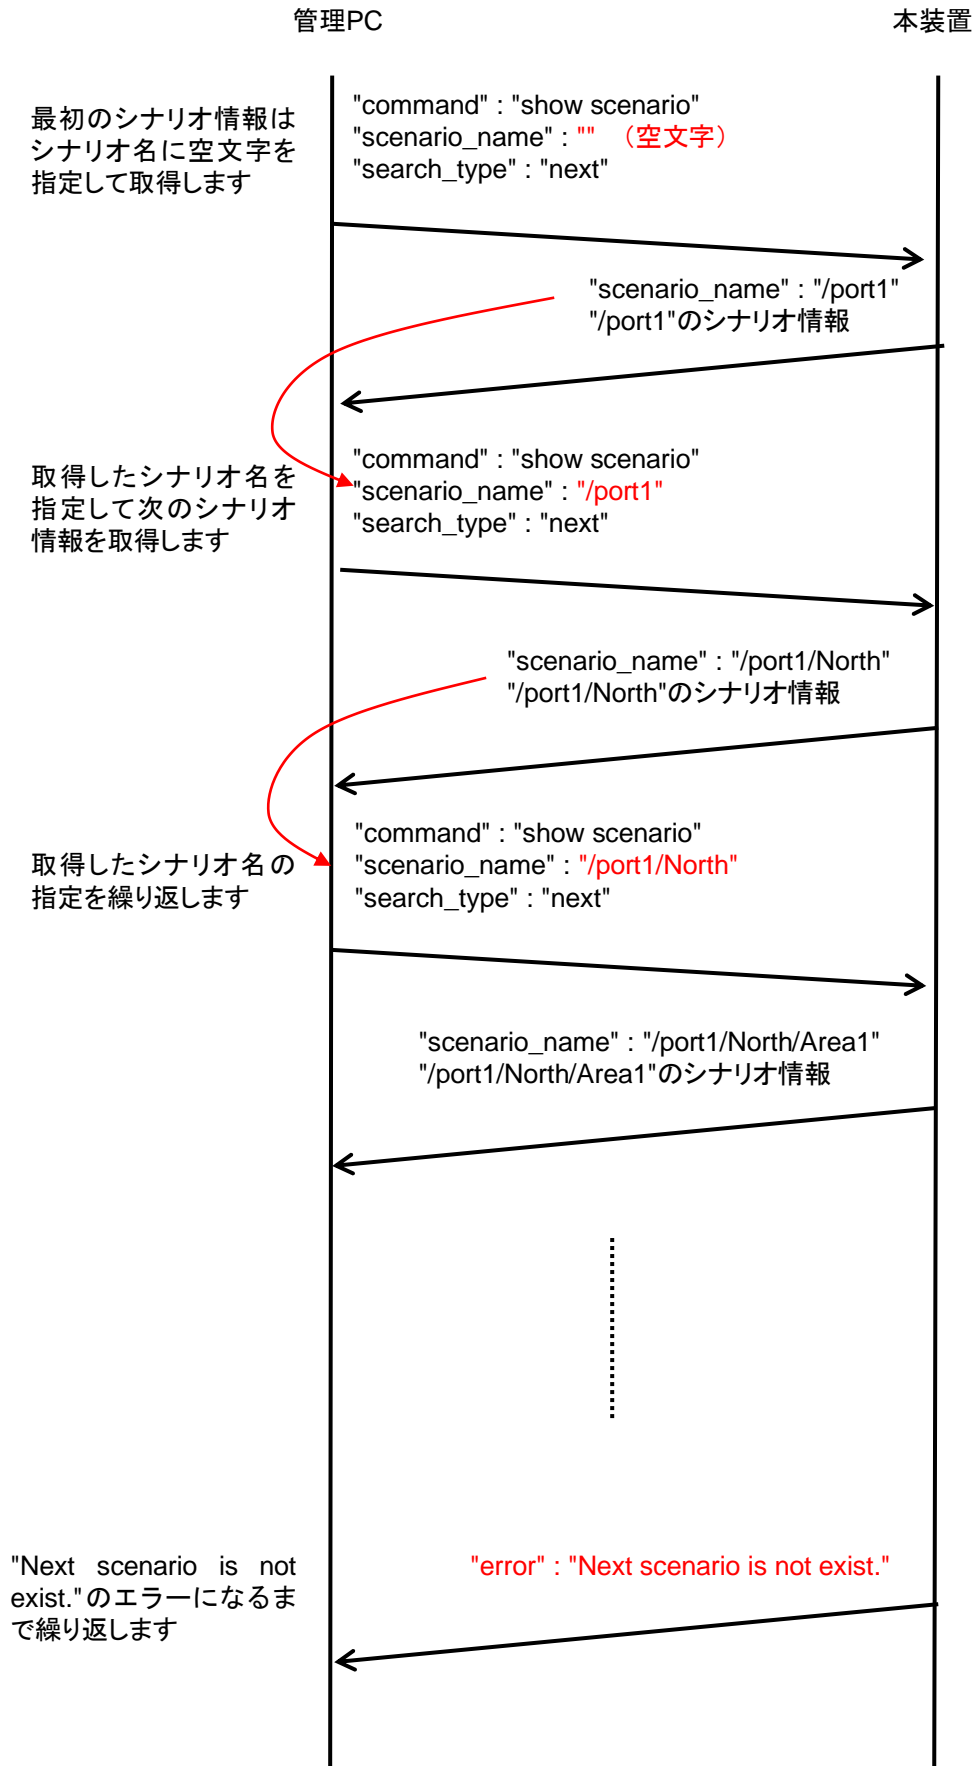 管理PC
本装置
最初のシナリオ情報は
シナリオ名に空文字を
指定して取得します
"command" : "show scenario"
"scenario_name" : "" （空文字）
"search_type" : "next"
"scenario_name" : "/port1"
"/port1"のシナリオ情報
取得したシナリオ名を
指定して次のシナリオ
情報を取得します
"command" : "show scenario"
"scenario_name" : "/port1"
"search_type" : "next"
"scenario_name" : "/port1/North"
"/port1/North"のシナリオ情報
取得したシナリオ名の
指定を繰り返します
"command" : "show scenario"
"scenario_name" : "/port1/North"
"search_type" : "next"
"scenario_name" : "/port1/North/Area1"
"/port1/North/Area1"のシナリオ情報
"Next scenario is not
exist."のエラーになるま
で繰り返します
"error" : "Next scenario is not exist."